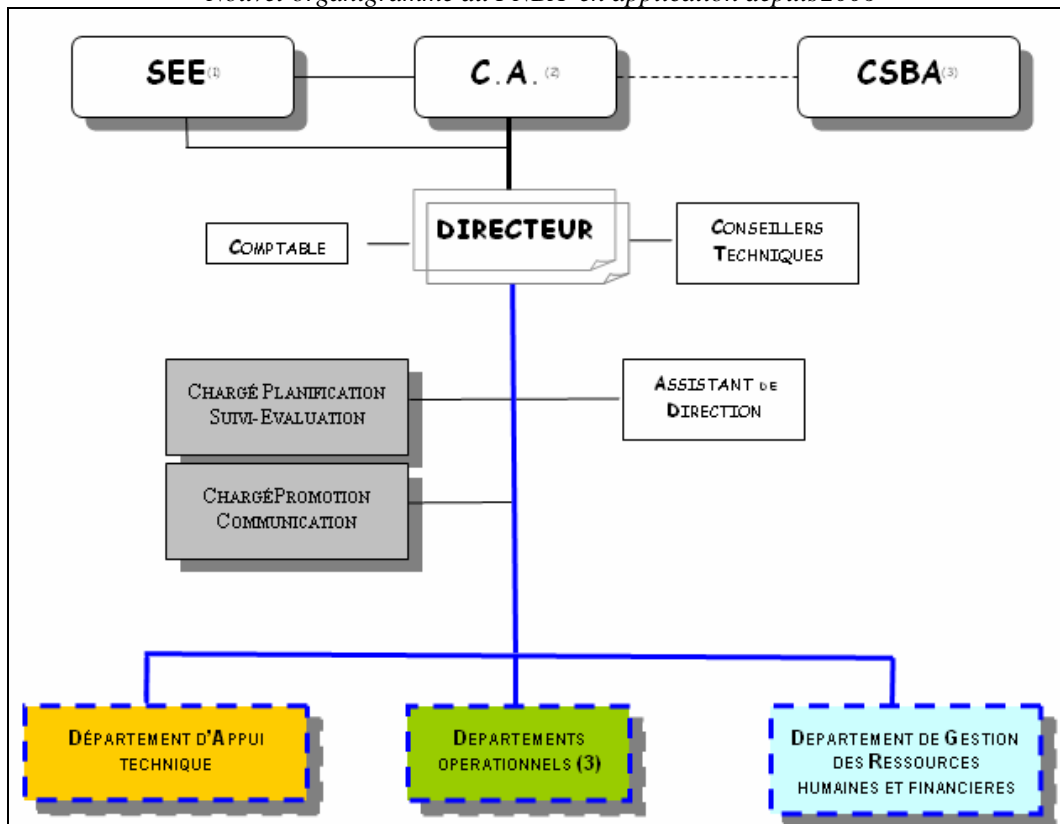 SEE (1)
C.A. (2)
CSBA (3)
DIRECTEUR
COMPTABLE
CONSEILLERS
TECHNIQUES
CHARGÉ PLANIFICATION
SUIVI-EVALUATION
ASSISTANT DE
DIRECTION
CHARGÉPROMOTION
COMMUNICATION
DÉPARTEMENT D'APPUI
TECHNIQUE
DEPARTEMENTS
OPERATIONNELS (3)
DEPARTEMENT DE GESTION
DES RESSOURCES
HUMAINES ET FINANCIERES